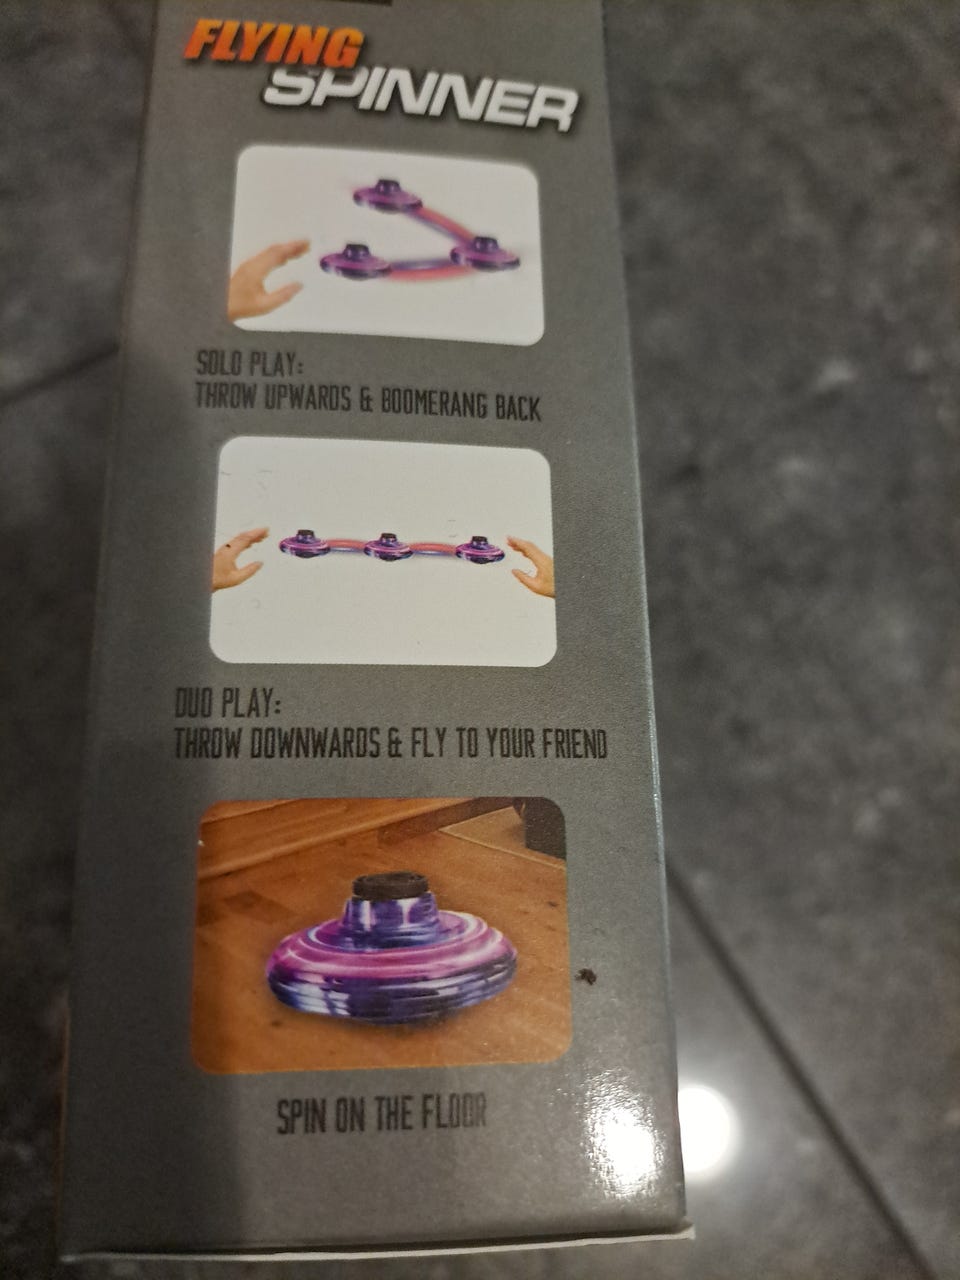 FLYING
SPINNER
SOLO PLAY:
THROW UPWARDS & BOOMERANG BACK
DUO PLAY:
THROW DOWNWARDS & FLY TO YOUR FRIEND
SPIN ON THE FLOOR